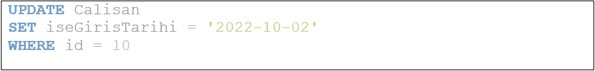 UPDATE Calisan
SET iseGirisTarihi = '2022-10-02'
WHERE id = 10